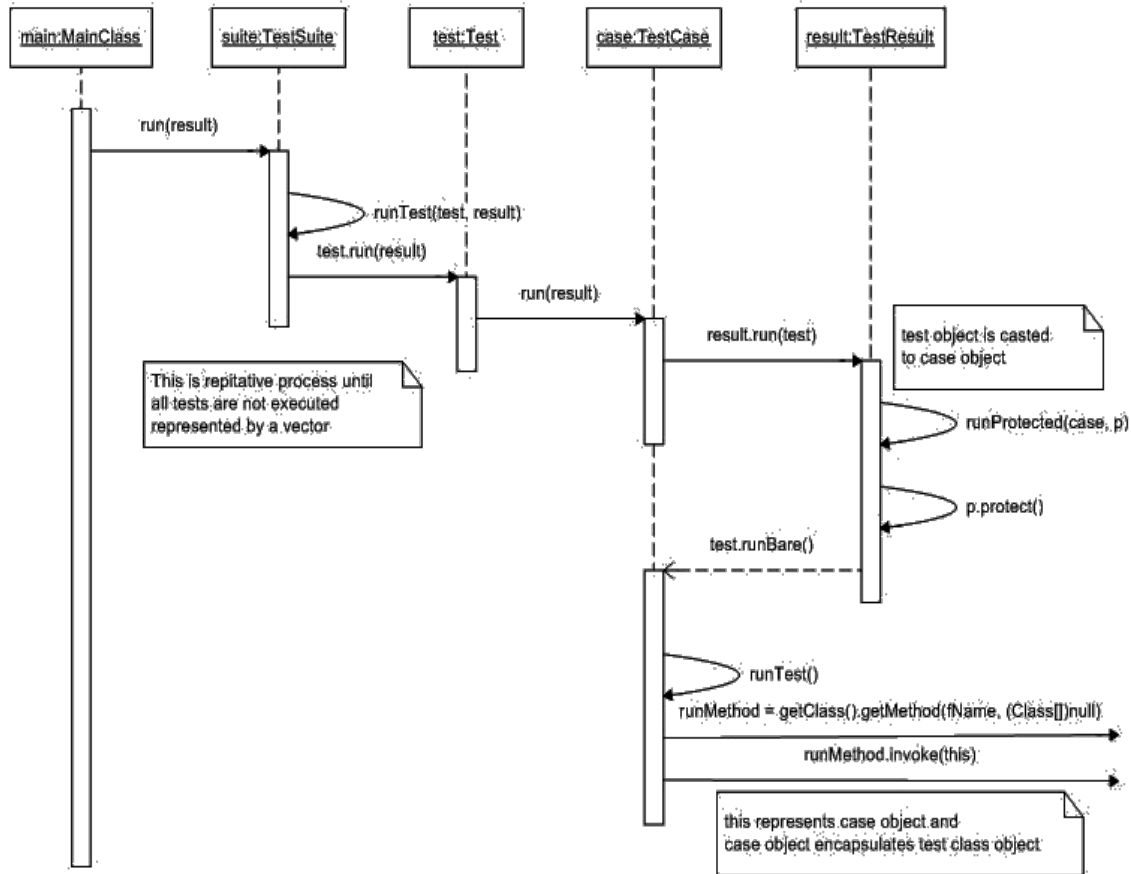 main:MainClass
suite:TestSuite
test:Test
case:TestCase
result:TestResult
run(result)
runTest(test, result)
test.run(result)
run(result)
result.run(test)
test object is casted
to case object
This is repitative process until
all tests are not executed
represented by a vector
runProtected(case, p)
p.protect()
test.runBare()
runTest()
runMethod = getClass().getMethod(fName, (Class[])null)
runMethod.invoke(this)
this represents case object and
case object encapsulates test class object